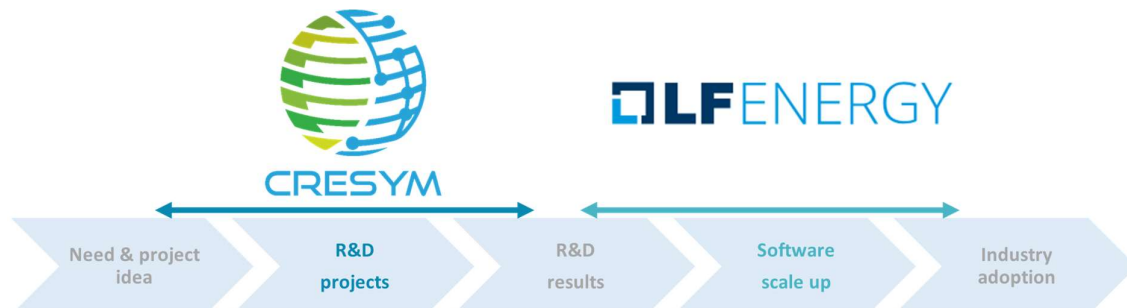 CRESYM
LFENERGY
Need & project
idea
R&D
projects
R&D
results
Software
scale up
Industry
adoption